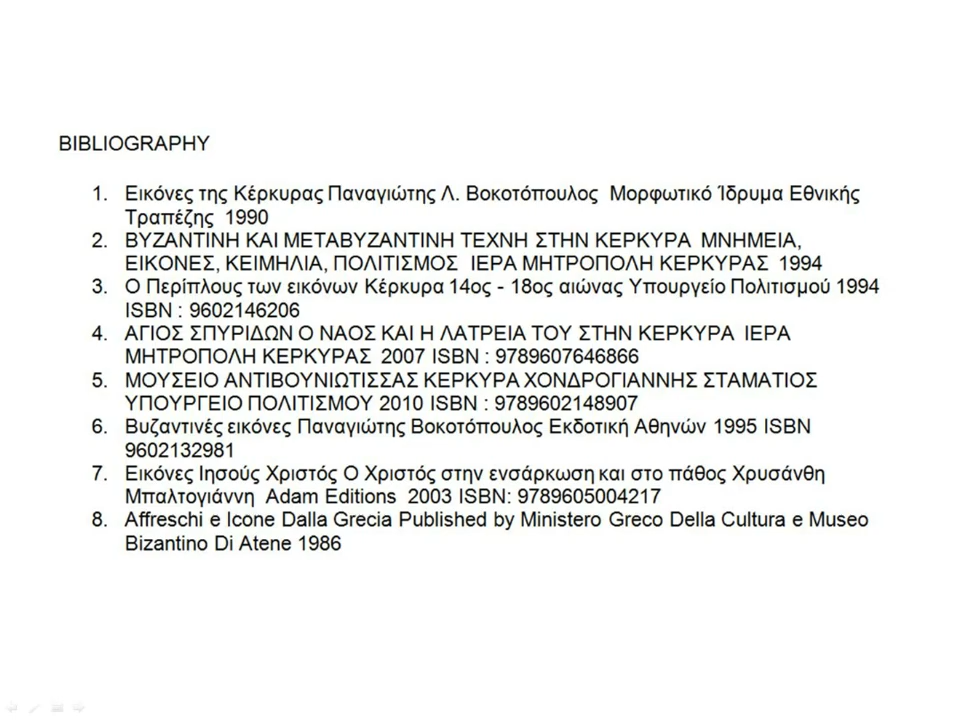 BIBLIOGRAPHY
1. Εικόνες της Κέρκυρας Παναγιώτης Λ. Βοκοτόπουλος Μορφωτικό Ίδρυμα Εθνικής
Τραπέζης 1990
2. ΒΥΖΑΝΤΙΝΗ ΚΑΙ ΜΕΤΑΒΥΖΑΝΤΙΝΗ ΤΕΧΝΗ ΣΤΗΝ ΚΕΡΚΥΡΑ ΜΝΗΜΕΙΑ,
ΕΙΚΟΝΕΣ, ΚΕΙΜΗΛΙΑ, ΠΟΛΙΤΙΣΜΟΣ ΙΕΡΑ ΜΗΤΡΟΠΟΛΗ ΚΕΡΚΥΡΑΣ 1994
3. Ο Περίπλους των εικόνων Κέρκυρα 14ος - 18ος αιώνας Υπουργείο Πολιτισμού 1994
ISBN : 9602146206
4. ΑΓΙΟΣ ΣΠΥΡΙΔΩΝ Ο ΝΑΟΣ ΚΑΙ Η ΛΑΤΡΕΙΑ ΤΟΥ ΣΤΗΝ ΚΕΡΚΥΡΑ ΙΕΡΑ
ΜΗΤΡΟΠΟΛΗ ΚΕΡΚΥΡΑΣ 2007 ISBN : 9789607646866
5. ΜΟΥΣΕΙΟ ΑΝΤΙΒΟΥΝΙΩΤΙΣΣΑΣ ΚΕΡΚΥΡΑ ΧΟΝΔΡΟΓΙΑΝΝΗΣ ΣΤΑΜΑΤΙΟΣ
ΥΠΟΥΡΓΕΙΟ ΠΟΛΙΤΙΣΜΟΥ 2010 ISBN : 9789602148907
6. Βυζαντινές εικόνες Παναγιώτης Βοκοτόπουλος Εκδοτική Αθηνών 1995 ISBN
9602132981
7. Εικόνες Ιησούς Χριστός Ο Χριστός στην ενσάρκωση και στο πάθος Χρυσάνθη
Μπαλτογιάννη Adam Editions 2003 ISBN: 9789605004217
8. Affreschi e Icone Dalla Grecia Published by Ministero Greco Della Cultura e Museo
Bizantino Di Atene 1986